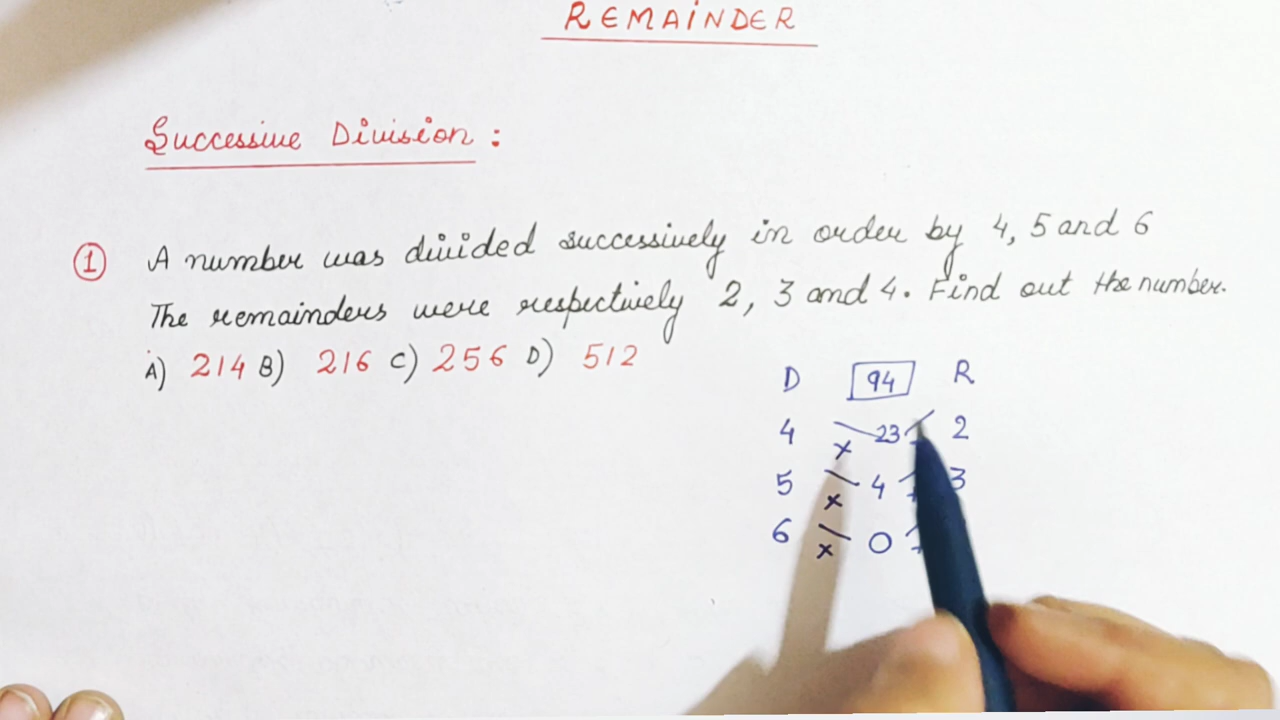 REMAINDER
Successive Division :
1 A number was divided successively in order by 4, 5 and 6
The remainders were respectively 2, 3 and 4. Find out the number.
A) 214 B) 216 C) 256 D) 512
D 94 R
4 23 2
5 x 4 3
6 x 0
x